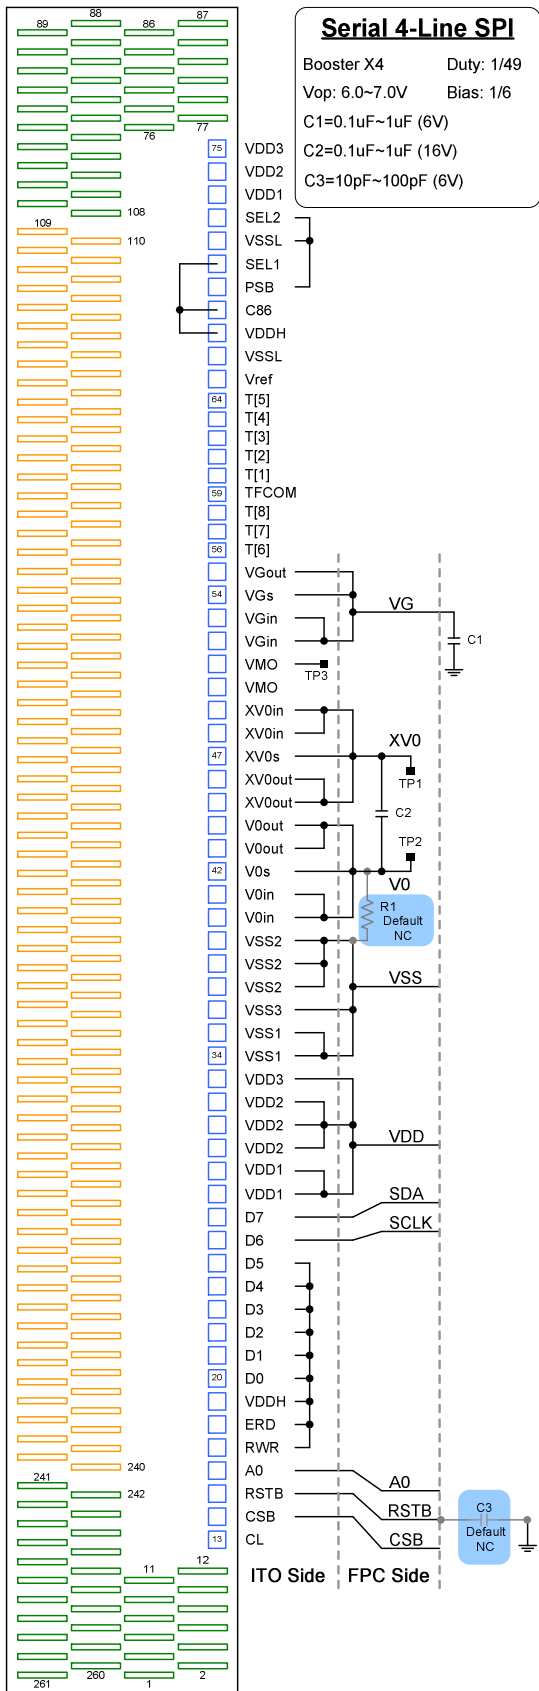 Serial 4-Line SPI
Booster X4 Duty: 1/49
Vop: 6.0~7.0V Bias: 1/6
C1=0.1uF~1uF (6V)
C2=0.1uF~1uF (16V)
C3=10pF~100pF (6V)
88 87
89 86
76 77
75 VDD3
VDD2
VDD1
108 SEL2
109
110 VSSL
SEL1
PSB
C86
VDDH
VSSL
Vref
64 T[5]
T[4]
T[3]
T[2]
T[1]
59 TFCOM
T[8]
T[7]
56 T[6]
VGout
54 VGs
VG
VGin
VGin C1
VMO
TP3
VMO
XV0in
XV0in
XV0
47 XV0s
XV0out TP1
XV0out
C2
V0out
V0out TP2
42 V0s
V0
V0in
R1
Default
V0in
NC
VSS2
VSS2
VSS2 VSS
VSS3
VSS1
34 VSS1
VDD3
VDD2
VDD2
VDD2 VDD
VDD1
VDD1 SDA
D7
SCLK
D6
D5
D4
D3
D2
D1
20 D0
VDDH
ERD
RWR
240 A0
241 A0
242 RSTB
RSTB C3
CSB Default
13 CL CSB NC
12
11 ITO Side FPC Side
261 260 1 2